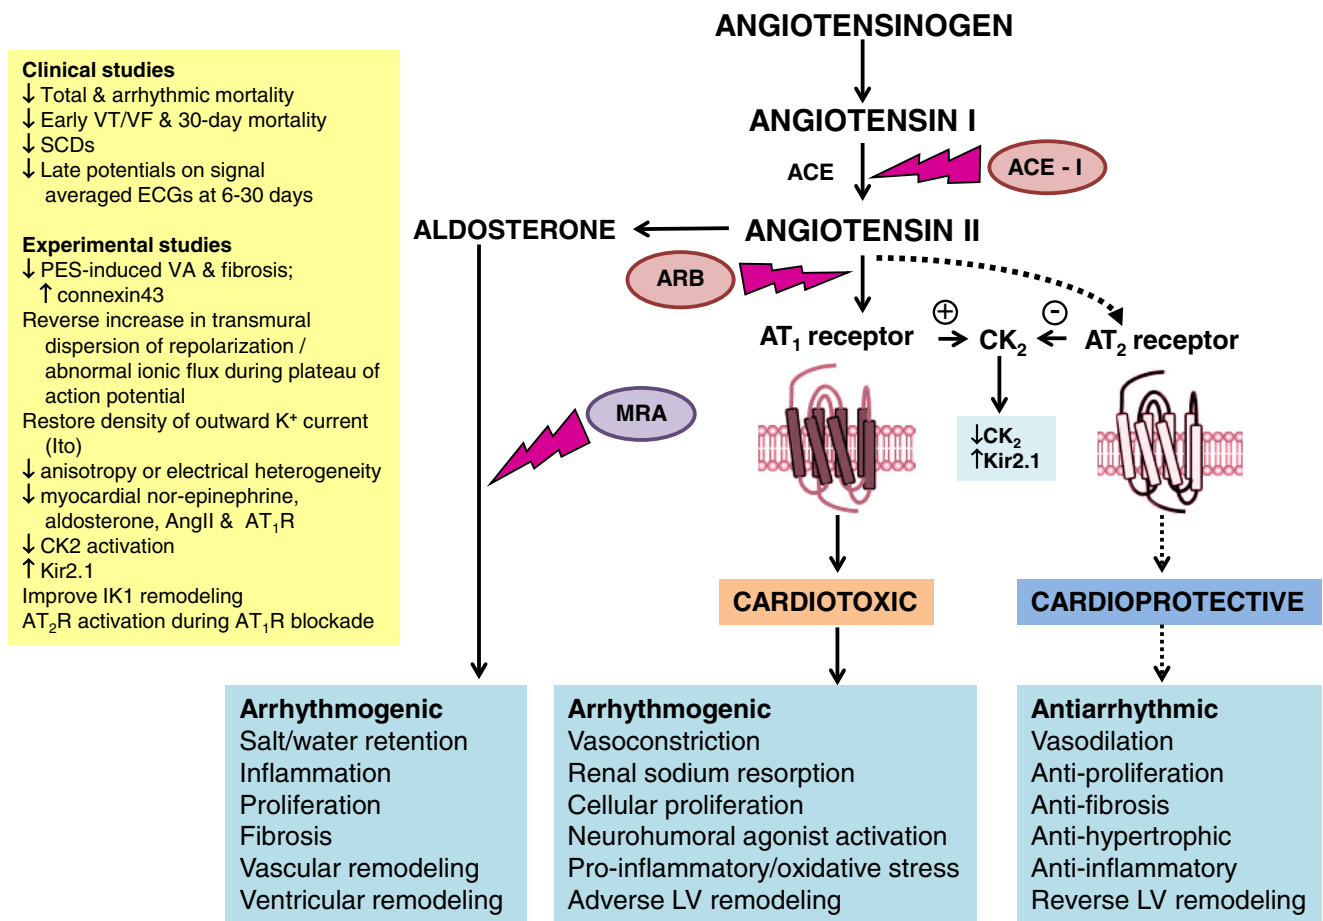 ANGIOTENSINOGEN
Clinical studies
↓ Total & arrhythmic mortality
↓ Early VT/VF & 30-day mortality
↓ SCDs
↓ Late potentials on signal
averaged ECGs at 6-30 days
Experimental studies
↓ PES-induced VA & fibrosis;
↑ connexin43
Reverse increase in transmural
dispersion of repolarization /
abnormal ionic flux during plateau of
action potential
Restore density of outward K⁺ current
(Ito)
↓ anisotropy or electrical heterogeneity
↓ myocardial nor-epinephrine,
aldosterone, AngII & AT₁R
↓ CK2 activation
↑ Kir2.1
Improve IK1 remodeling
AT₂R activation during AT₁R blockade
ANGIOTENSIN I
ACE
ACE - I
ALDOSTERONE
ANGIOTENSIN II
ARB
AT₁ receptor
+
CK₂
-
AT₂ receptor
MRA
↓CK₂
↑Kir2.1
CARDIOTOXIC
CARDIOPROTECTIVE
Arrhythmogenic
Salt/water retention
Inflammation
Proliferation
Fibrosis
Vascular remodeling
Ventricular remodeling
Arrhythmogenic
Vasoconstriction
Renal sodium resorption
Cellular proliferation
Neurohumoral agonist activation
Pro-inflammatory/oxidative stress
Adverse LV remodeling
Antiarrhythmic
Vasodilation
Anti-proliferation
Anti-fibrosis
Anti-hypertrophic
Anti-inflammatory
Reverse LV remodeling